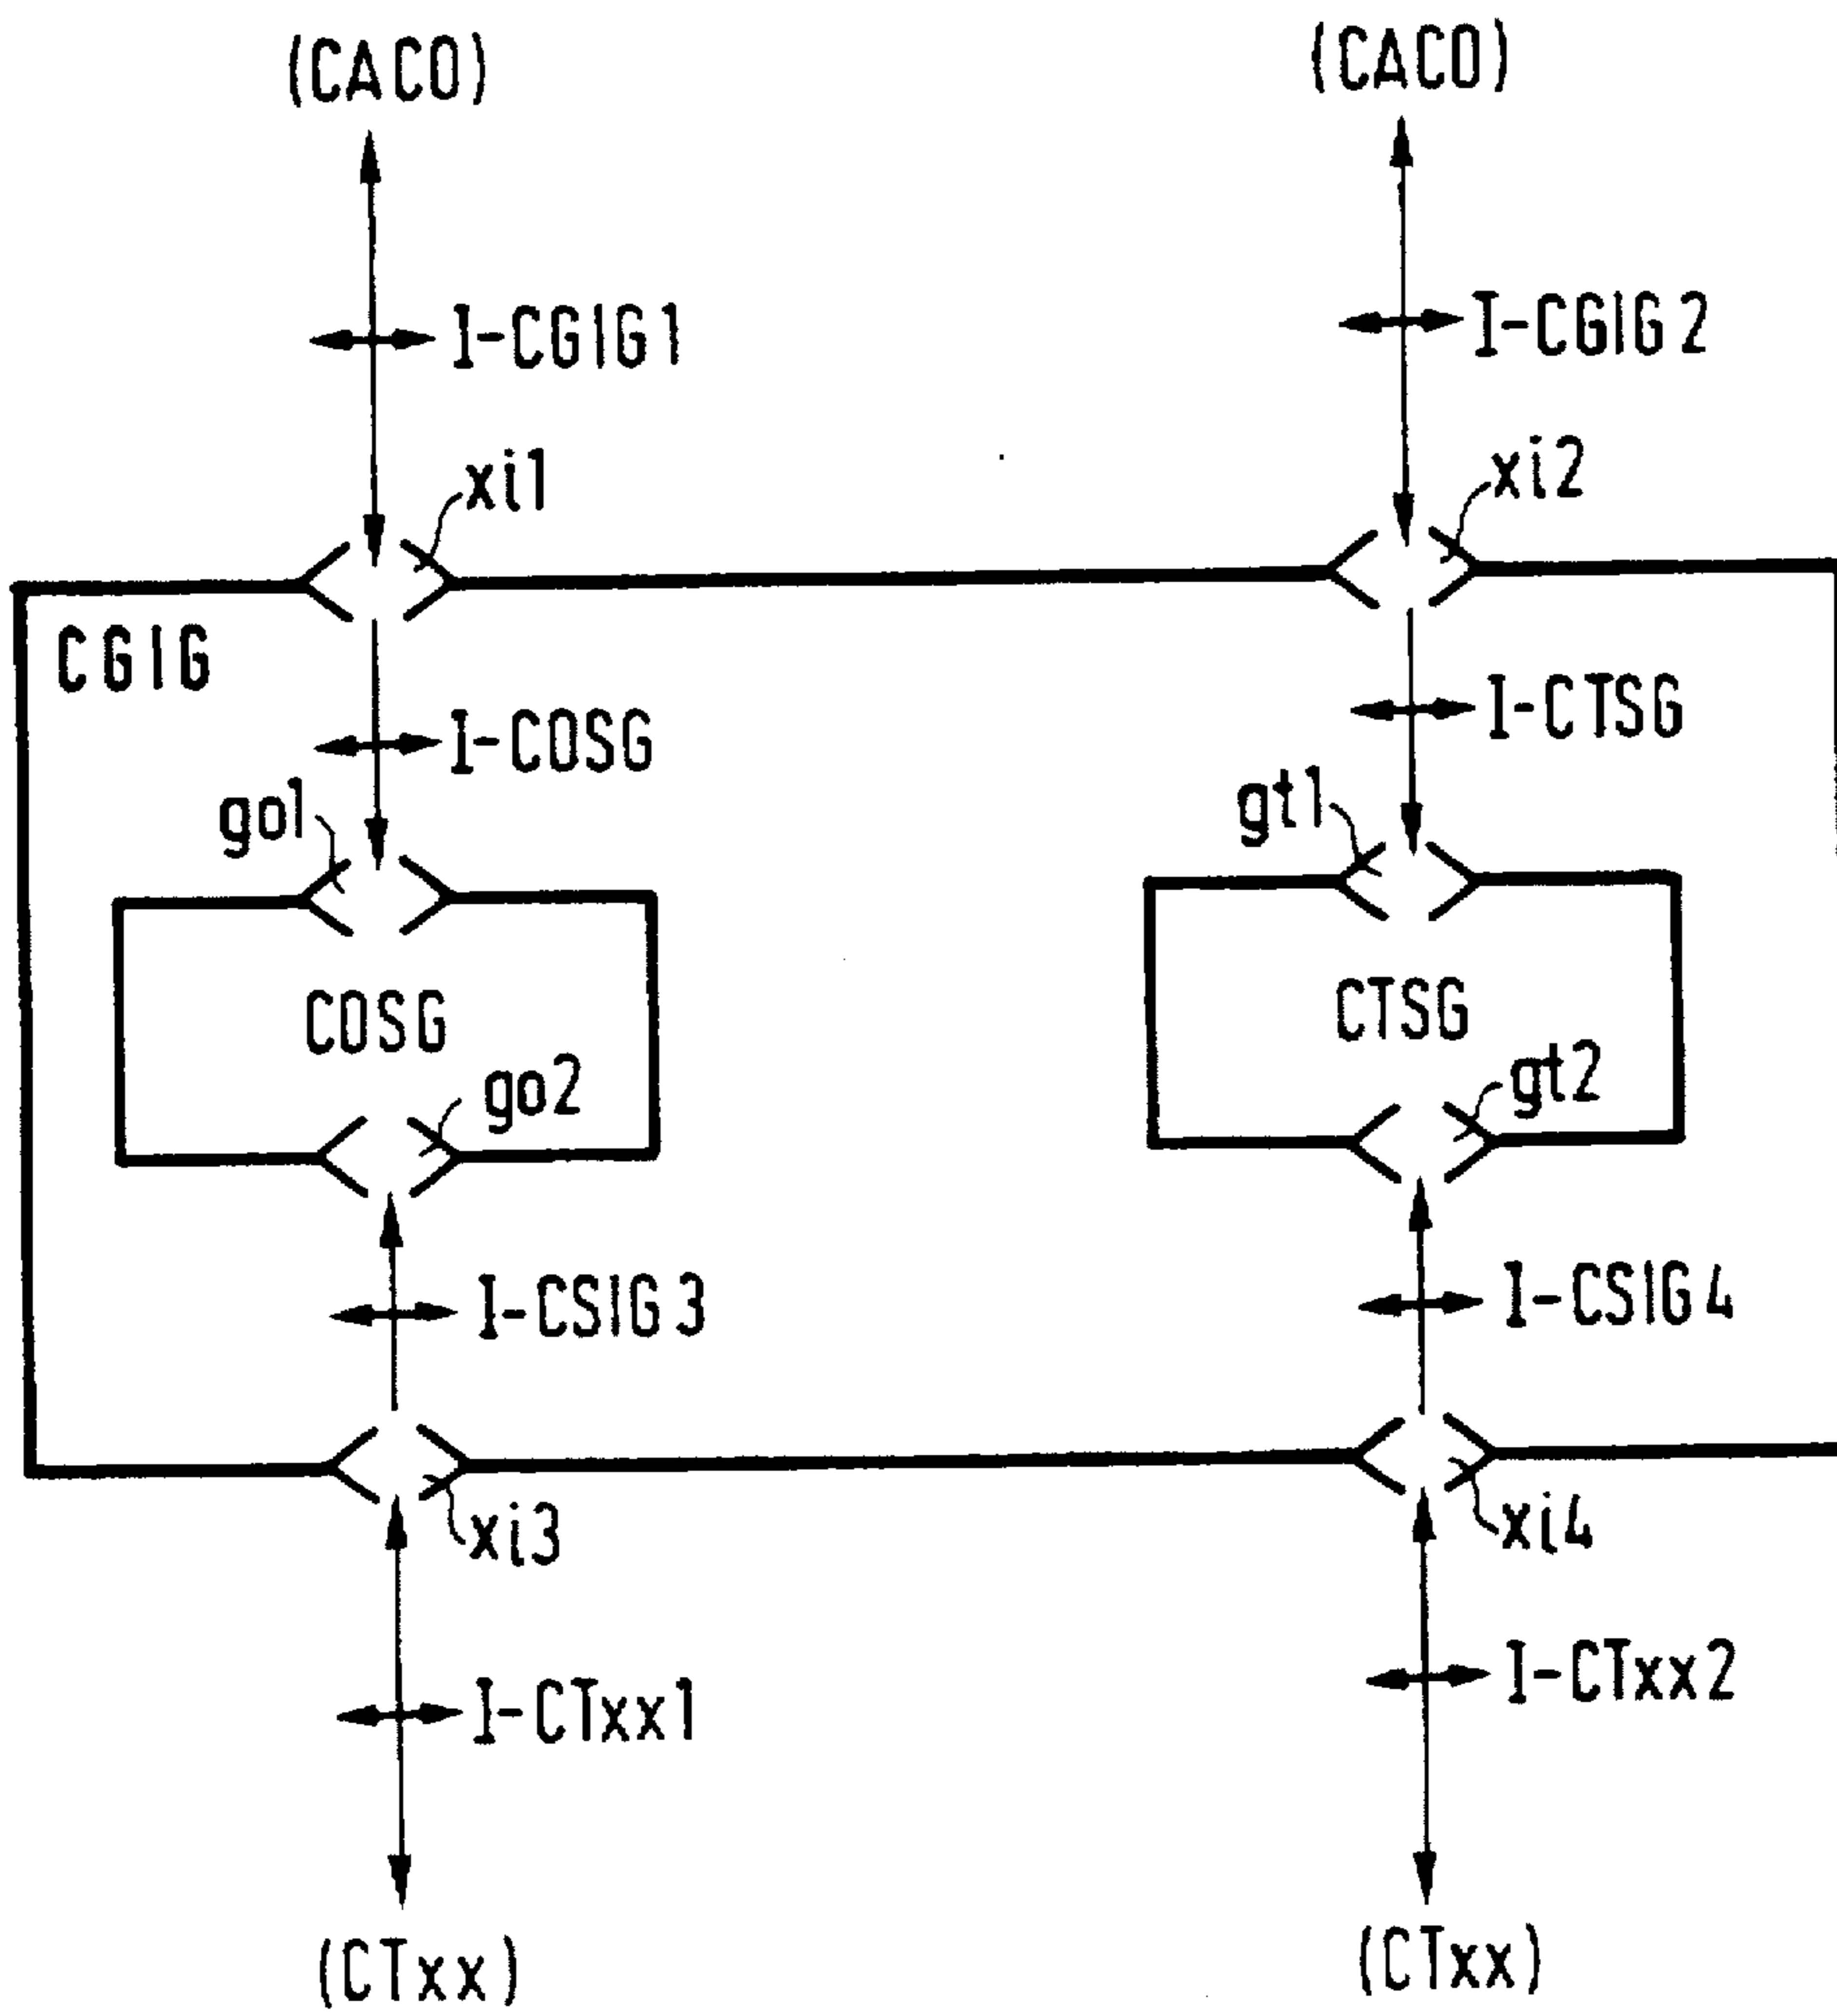 (CACO) (CACO)
I-CGIG1 I-CGIG2
xi1 xi2
CGIG
I-COSG I-CTSG
go1 gt1
COSG CTSG
go2 gt2
I-CSIG3 I-CSIG4
xi3 xi4
I-CTxx1 I-CTxx2
(CTxx) (CTxx)